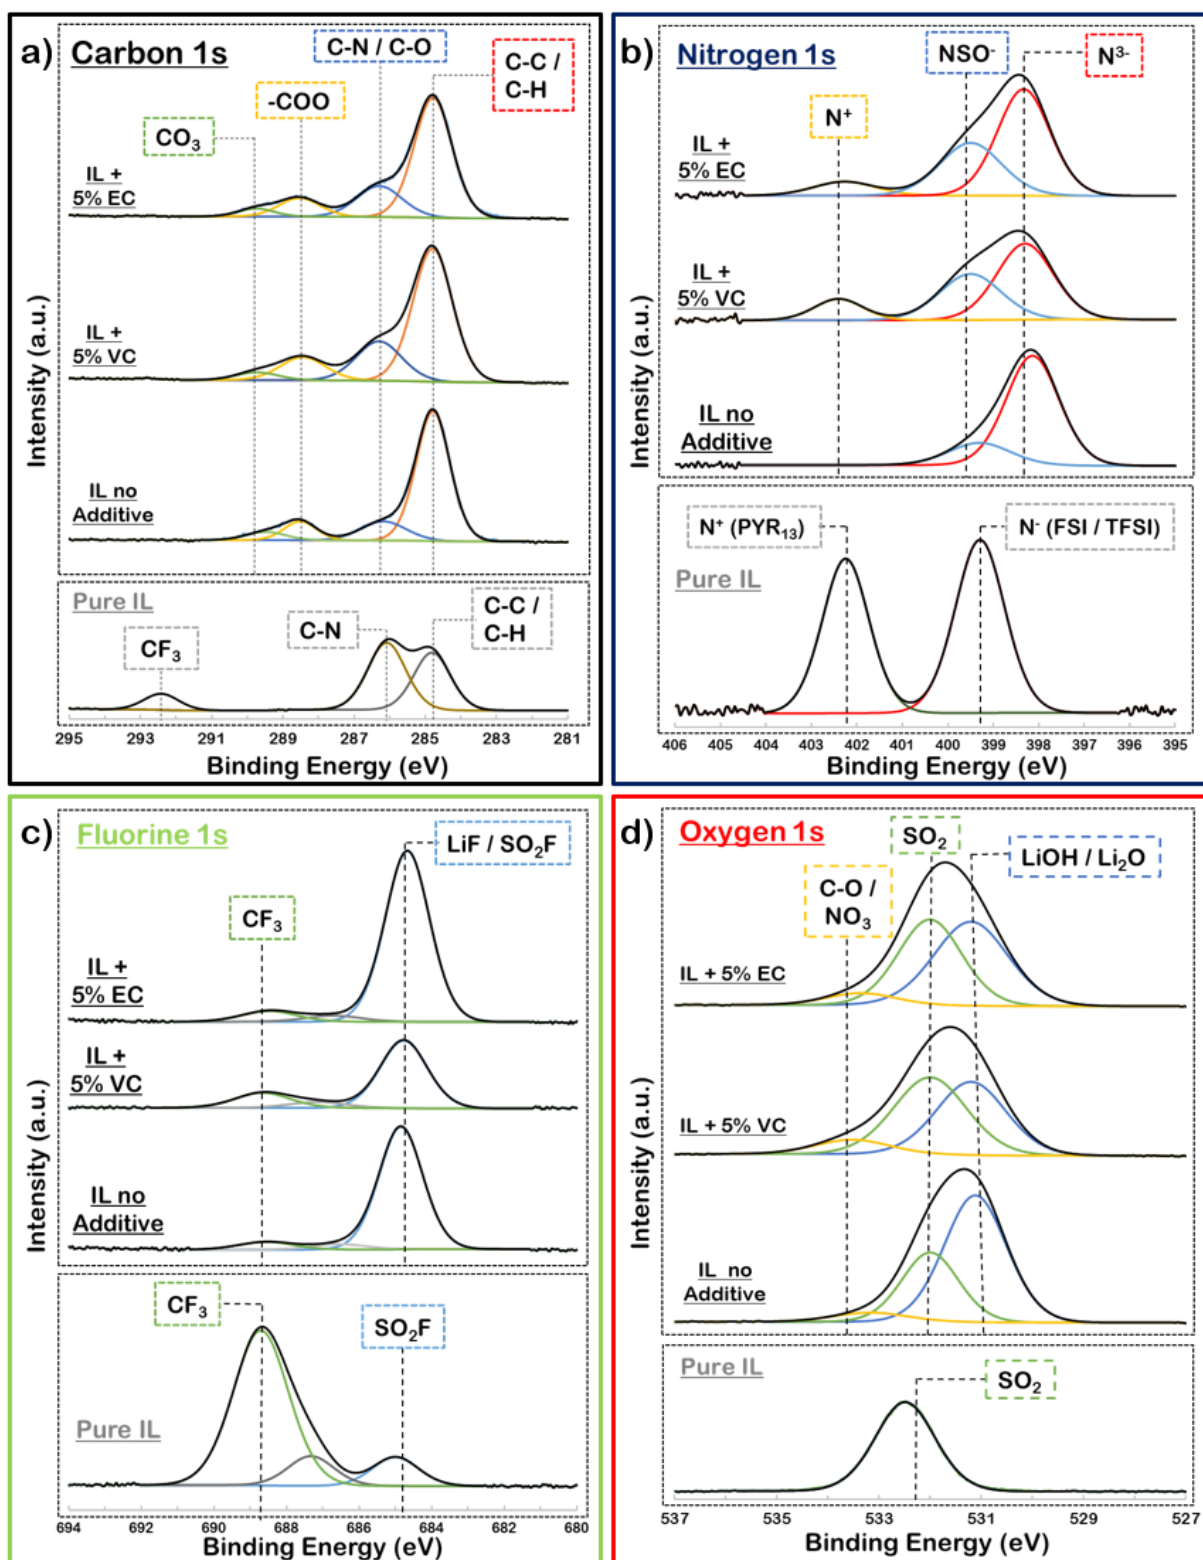 a)
Carbon 1s
C-N / C-O
C-C /
C-H
-COO
CO₃
IL +
5% EC
IL +
5% VC
IL no
Additive
Intensity (a.u.)
Pure IL
CF₃
C-N
C-C /
C-H
295 293 291 289 287 285 283 281
Binding Energy (eV)
b)
Nitrogen 1s
NSO⁻
N³⁻
N⁺
IL +
5% EC
IL +
5% VC
IL no
Additive
Intensity (a.u.)
N⁺ (PYR₁₃)
N⁻ (FSI / TFSI)
Pure IL
406 405 404 403 402 401 400 399 398 397 396 395
Binding Energy (eV)
c)
Fluorine 1s
LiF / SO₂F
CF₃
IL +
5% EC
IL +
5% VC
IL no
Additive
Intensity (a.u.)
CF₃
SO₂F
Pure IL
694 692 690 688 686 684 682 680
Binding Energy (eV)
d)
Oxygen 1s
SO₂
LiOH / Li₂O
C-O /
NO₃
IL + 5% EC
IL + 5% VC
IL no
Additive
Intensity (a.u.)
Pure IL
SO₂
537 535 533 531 529 527
Binding Energy (eV)